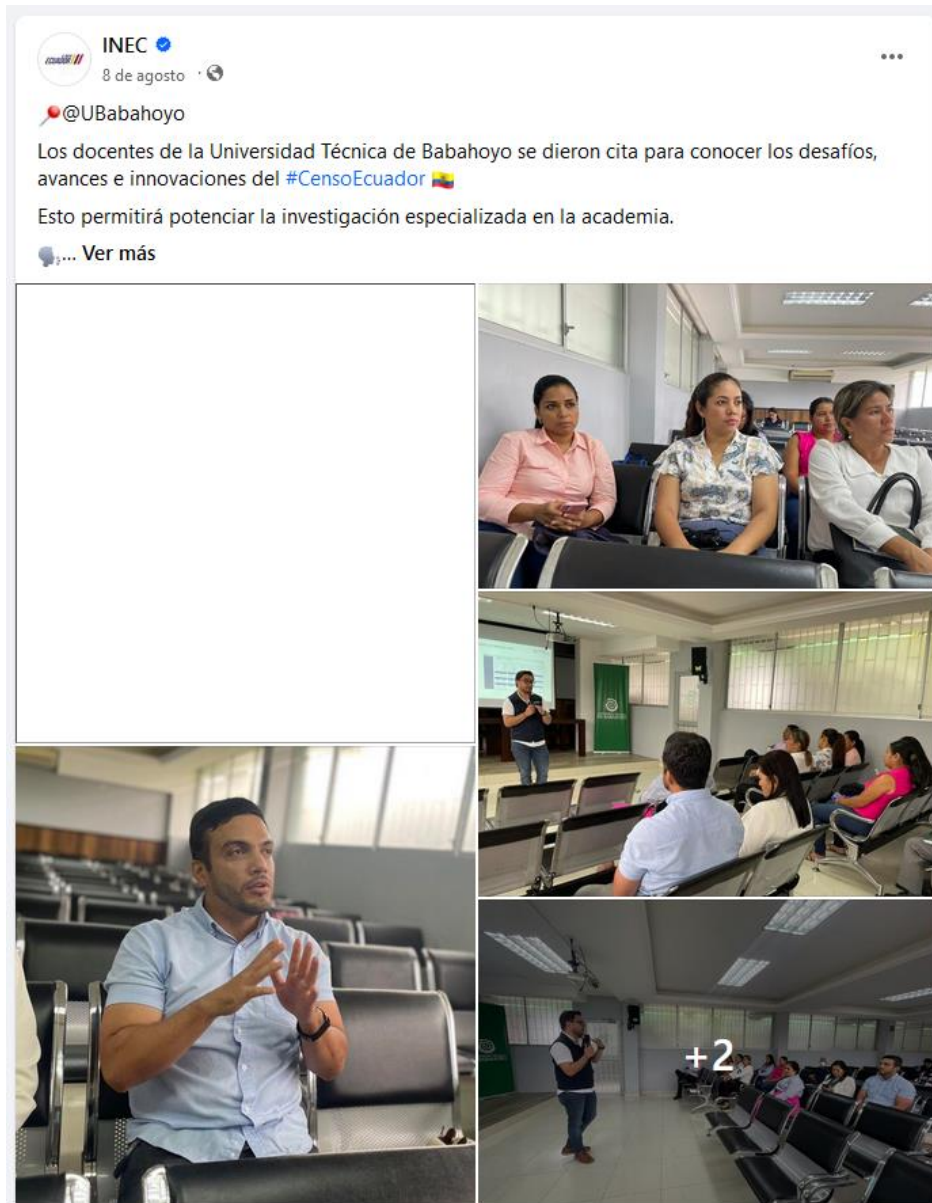 INEC
8 de agosto ·
@UBabahoyo
Los docentes de la Universidad Técnica de Babahoyo se dieron cita para conocer los desafíos,
avances e innovaciones del #CensoEcuador
Esto permitirá potenciar la investigación especializada en la academia.
... Ver más
+2